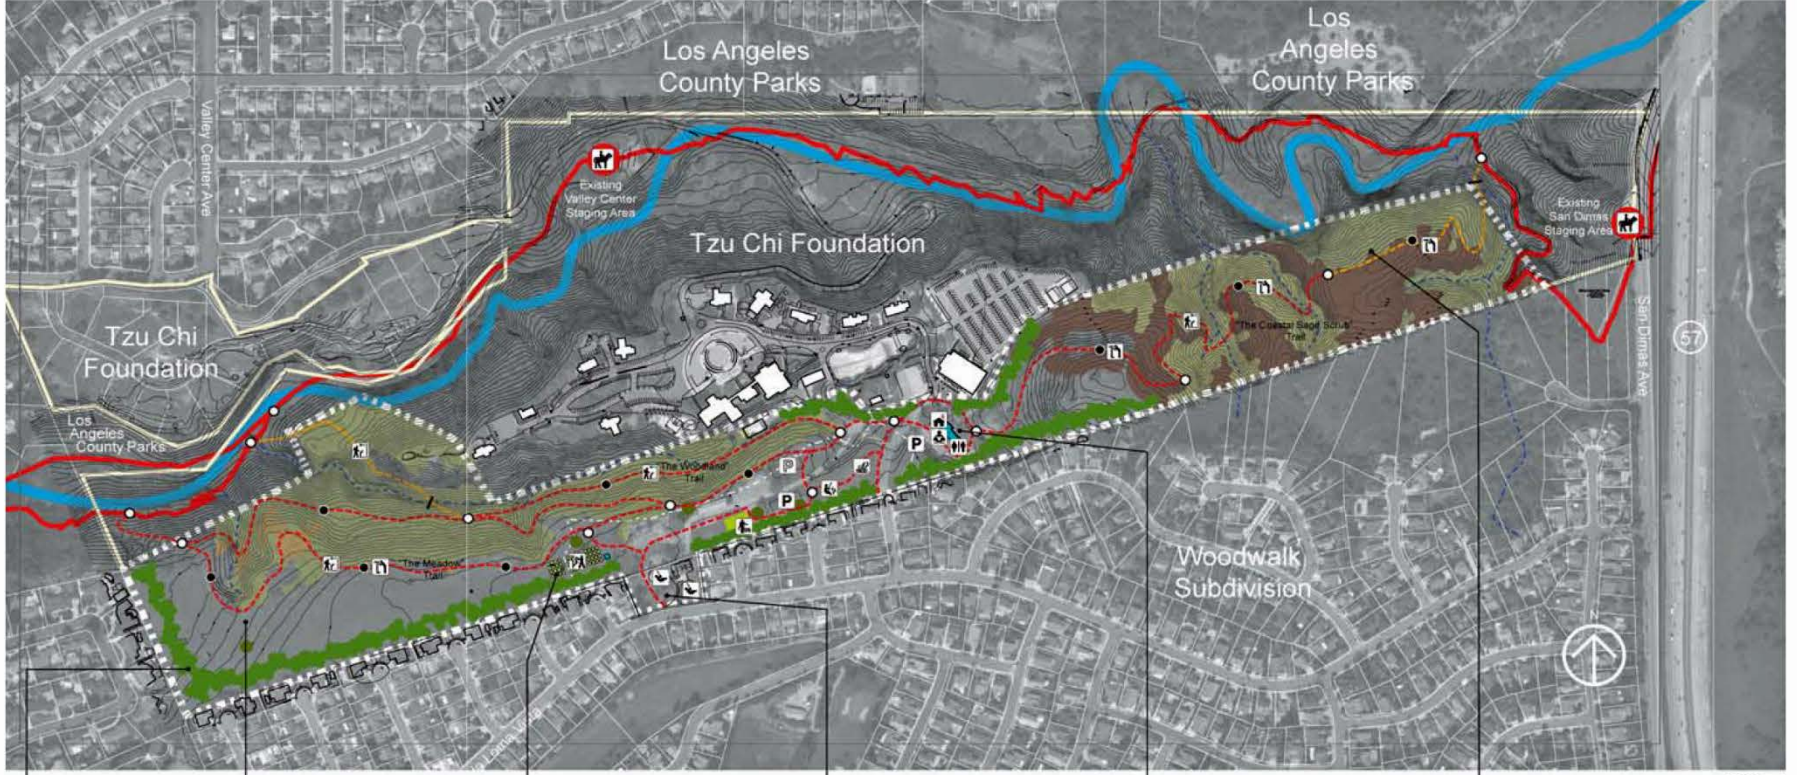 Los Angeles
County Parks
Los
Angeles
County Parks
Valley Center Ave
Existing
Valley Center
Staging Area
Existing
San Dimas
Staging Area
Tzu Chi Foundation
Tzu Chi
Foundation
Los
Angeles
County Parks
"The Coastal Sage Scrub"
Trail
San Dimas Ave
57
"The Woodland"
Trail
P
P
P
"The Meadow"
Trail
Woodwalk
Subdivision
N